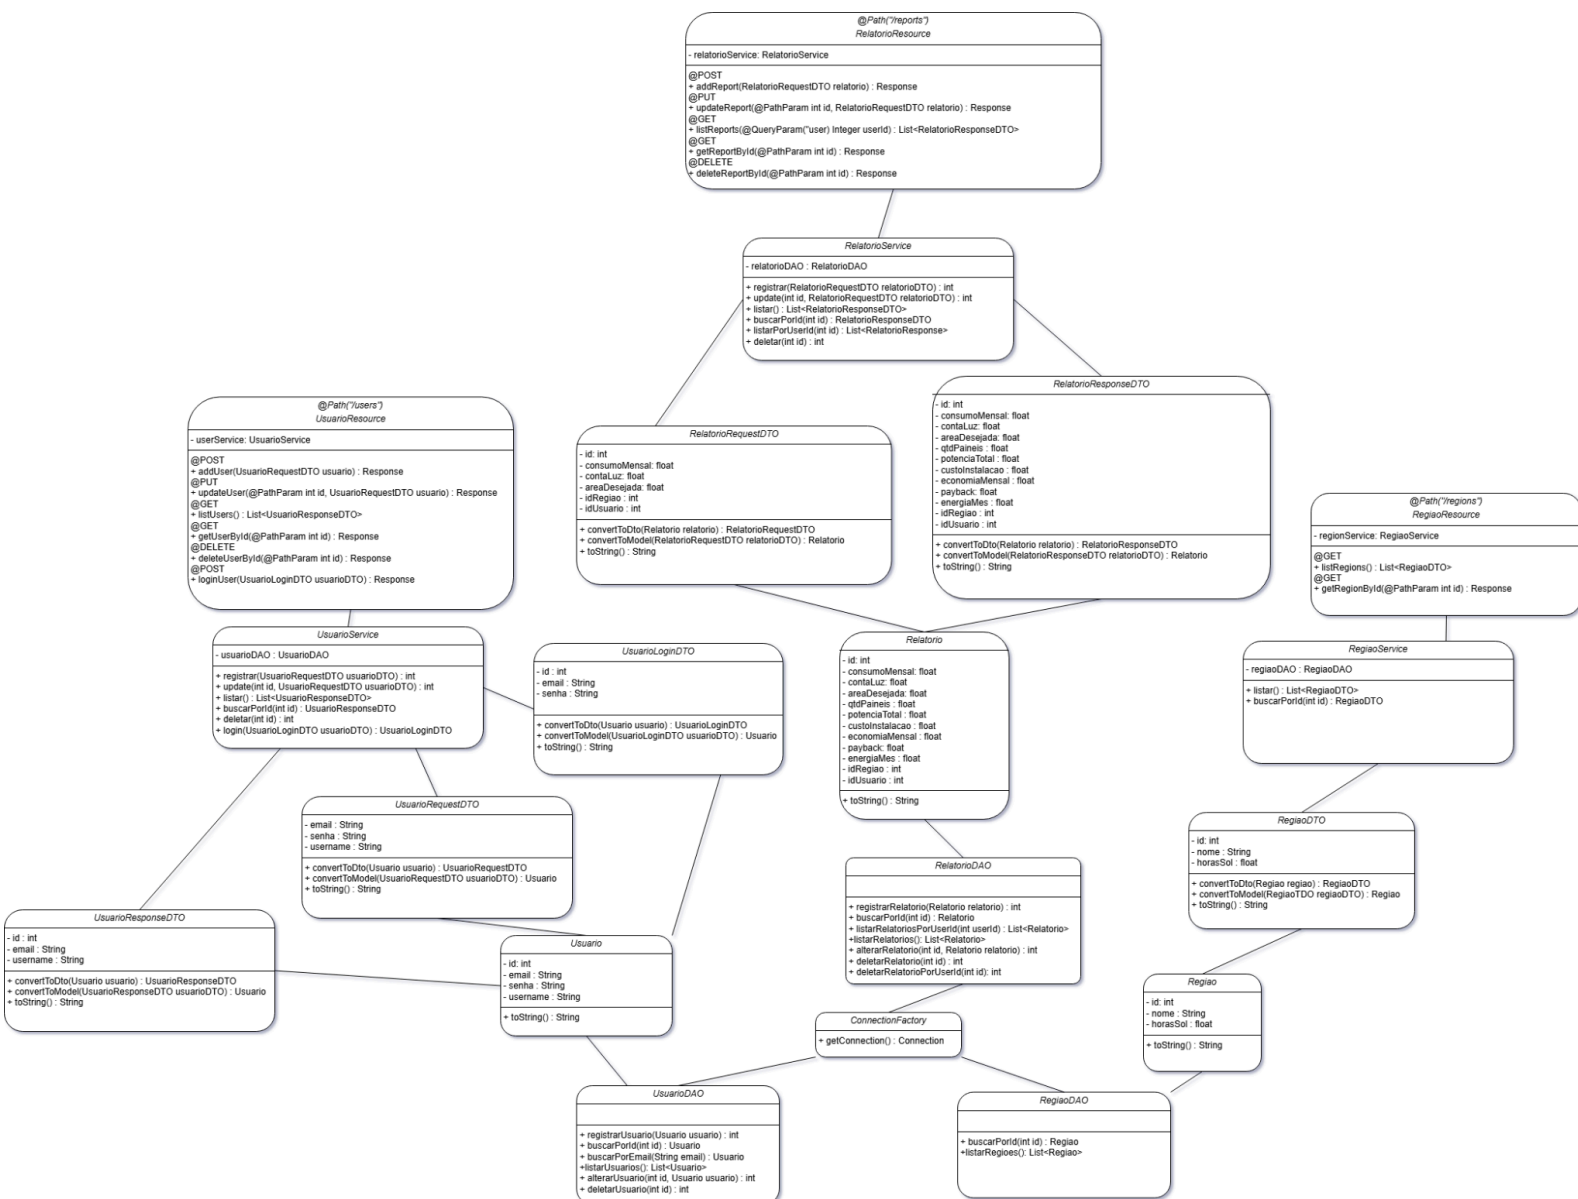 @Path("/reports")
RelatorioResource
- relatorioService: RelatorioService
@POST
+ addReport(RelatorioRequestDTO relatorio) : Response
@PUT
+ updateReport(@PathParam int id, RelatorioRequestDTO relatorio) : Response
@GET
+ listReports(@QueryParam("user) Integer userId) : List<RelatorioResponseDTO>
@GET
+ getReportById(@PathParam int id) : Response
@DELETE
+ deleteReportById(@PathParam int id) : Response
RelatorioService
- relatorioDAO : RelatorioDAO
+ registrar(RelatorioRequestDTO relatorioDTO) : int
+ update(int id, RelatorioRequestDTO relatorioDTO) : int
+ listar() : List<RelatorioResponseDTO>
+ buscarPorId(int id) : RelatorioResponseDTO
+ listarPorUserId(int id) : List<RelatorioResponse>
+ deletar(int id) : int
RelatorioResponseDTO
- id: int
- consumoMensal: float
- contaLuz: float
- areaDesejada: float
- qtdPaineis : float
- potenciaTotal : float
- custoInstalacao : float
- economiaMensal : float
- payback: float
- energiaMes : float
- idRegiao : int
- idUsuario : int
+ convertToDto(Relatorio relatorio) : RelatorioResponseDTO
+ convertToModel(RelatorioResponseDTO relatorioDTO) : Relatorio
+ toString() : String
@Path("/users")
UsuarioResource
- userService: UsuarioService
@POST
+ addUser(UsuarioRequestDTO usuario) : Response
@PUT
+ updateUser(@PathParam int id, UsuarioRequestDTO usuario) : Response
@GET
+ listUsers() : List<UsuarioResponseDTO>
@GET
+ getUserById(@PathParam int id) : Response
@DELETE
+ deleteUserById(@PathParam int id) : Response
@POST
+ loginUser(UsuarioLoginDTO usuarioDTO) : Response
RelatorioRequestDTO
- id: int
- consumoMensal: float
- contaLuz: float
- areaDesejada: float
- idRegiao : int
- idUsuario : int
+ convertToDto(Relatorio relatorio) : RelatorioRequestDTO
+ convertToModel(RelatorioRequestDTO relatorioDTO) : Relatorio
+ toString() : String
@Path("/regions")
RegiaoResource
- regionService: RegiaoService
@GET
+ listRegions() : List<RegiaoDTO>
@GET
+ getRegionById(@PathParam int id) : Response
UsuarioService
- usuarioDAO : UsuarioDAO
+ registrar(UsuarioRequestDTO usuarioDTO) : int
+ update(int id, UsuarioRequestDTO usuarioDTO) : int
+ listar() : List<UsuarioResponseDTO>
+ buscarPorId(int id) : UsuarioResponseDTO
+ deletar(int id) : int
+ login(UsuarioLoginDTO usuarioDTO) : UsuarioLoginDTO
UsuarioLoginDTO
- id : int
- email : String
- senha : String
+ convertToDto(Usuario usuario) : UsuarioLoginDTO
+ convertToModel(UsuarioLoginDTO usuarioDTO) : Usuario
+ toString() : String
Relatorio
- id: int
- consumoMensal : float
- contaLuz: float
- areaDesejada : float
- qtdPaineis : float
- potenciaTotal : float
- custoInstalacao : float
- economiaMensal : float
- payback: float
- energiaMes : float
- idRegiao : int
- idUsuario : int
+ toString() : String
RegiaoService
- regiaoDAO : RegiaoDAO
+ listar() : List<RegiaoDTO>
+ buscarPorId(int id) : RegiaoDTO
UsuarioRequestDTO
- email : String
- senha : String
- username : String
+ convertToDto(Usuario usuario) : UsuarioRequestDTO
+ convertToModel(UsuarioRequestDTO usuarioDTO) : Usuario
+ toString() : String
RegiaoDTO
- id: int
- nome : String
- horasSol : float
+ convertToDto(Regiao regiao) : RegiaoDTO
+ convertToModel(RegiaoTDO regiaoDTO) : Regiao
+ toString() : String
RelatorioDAO
+ registrarRelatorio(Relatorio relatorio) : int
+ buscarPorId(int id) : Relatorio
+ listarRelatoriosPorUserId(int userId) : List<Relatorio>
+listarRelatorios(): List<Relatorio>
+ alterarRelatorio(int id, Relatorio relatorio) : int
+ deletarRelatorio(int id) : int
+ deletarRelatorioPorUserId(int id): int
UsuarioResponseDTO
- id : int
- email : String
- username : String
+ convertToDto(Usuario usuario) : UsuarioResponseDTO
+ convertToModel(UsuarioResponseDTO usuarioDTO) : Usuario
+ toString() : String
Usuario
- id: int
- email : String
- senha : String
- username : String
+ toString() : String
Regiao
- id: int
- nome : String
- horasSol : float
+ toString() : String
ConnectionFactory
+ getConnection() : Connection
UsuarioDAO
+ registrarUsuario(Usuario usuario) : int
+ buscarPorId(int id) : Usuario
+ buscarPorEmail(String email) : Usuario
+listarUsuarios(): List<Usuario>
+ alterarUsuario(int id, Usuario usuario) : int
+ deletarUsuario(int id) : int
RegiaoDAO
+ buscarPorId(int id) : Regiao
+listarRegioes(): List<Regiao>